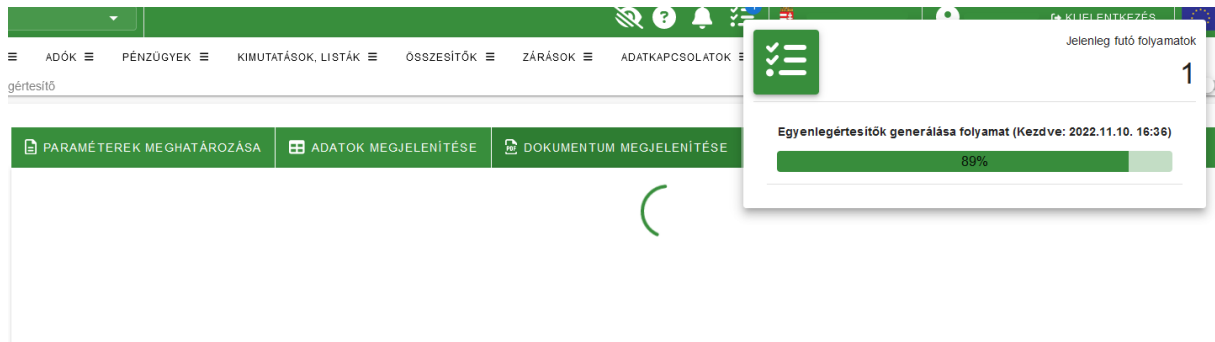 KIJELENTKEZÉS
Jelenleg futó folyamatok
1
ADÓK PÉNZÜGYEK KIMUTATÁSOK, LISTÁK ÖSSZESÍTŐK ZÁRÁSOK ADATKAPCSOLATOK
gértesítő
Egyenlegértesítők generálása folyamat (Kezdve: 2022.11.10. 16:36)
89%
PARAMÉTEREK MEGHATÁROZÁSA ADATOK MEGJELENÍTÉSE PDF DOKUMENTUM MEGJELENÍTÉSE